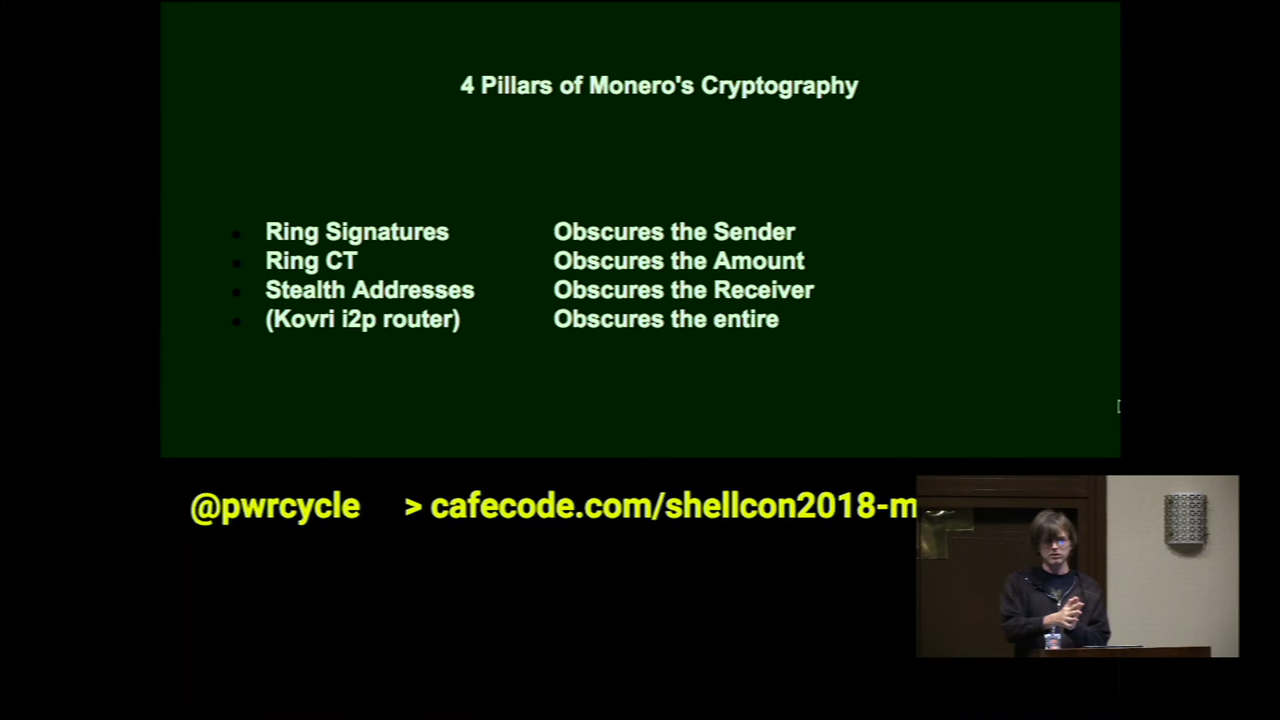 4 Pillars of Monero's Cryptography
Ring Signatures Obscures the Sender
Ring CT Obscures the Amount
Stealth Addresses Obscures the Receiver
(Kovri i2p router) Obscures the entire
@pwrcycle > cafecode.com/shellcon2018-m